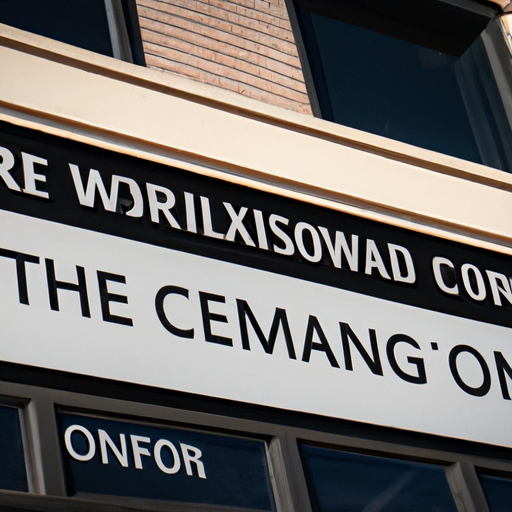 RE WORILXISOWAD COR
THE CEMANG'ON
ONFOR